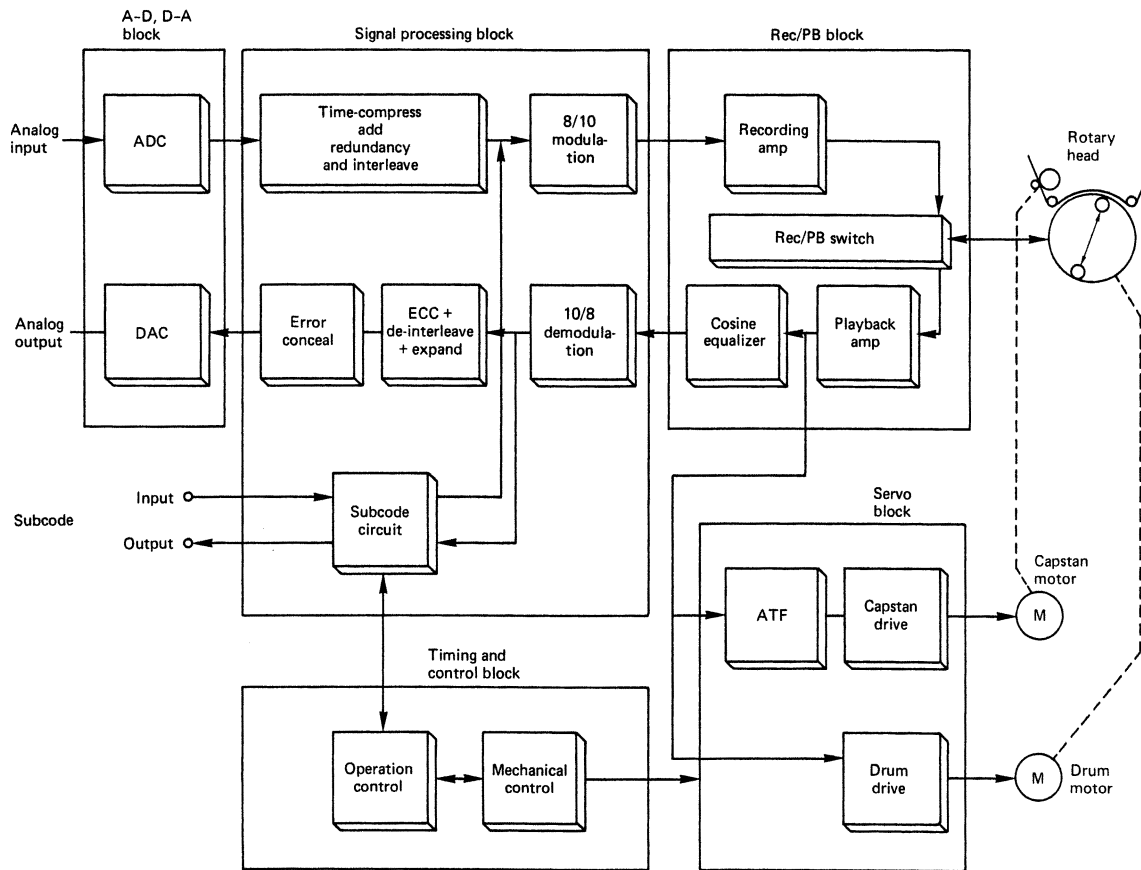 A-D, D-A
block
Signal processing block
Rec/PB block
Analog
input
ADC
Time-compress
add
redundancy
and interleave
8/10
modula-
tion
Recording
amp
Rotary
head
Rec/PB switch
Analog
output
DAC
Error
conceal
ECC +
de-interleave
+ expand
10/8
demodula-
tion
Cosine
equalizer
Playback
amp
Subcode
Input
Output
Subcode
circuit
Servo
block
ATF
Capstan
drive
Capstan
motor
M
Timing and
control block
Operation
control
Mechanical
control
Drum
drive
M
Drum
motor